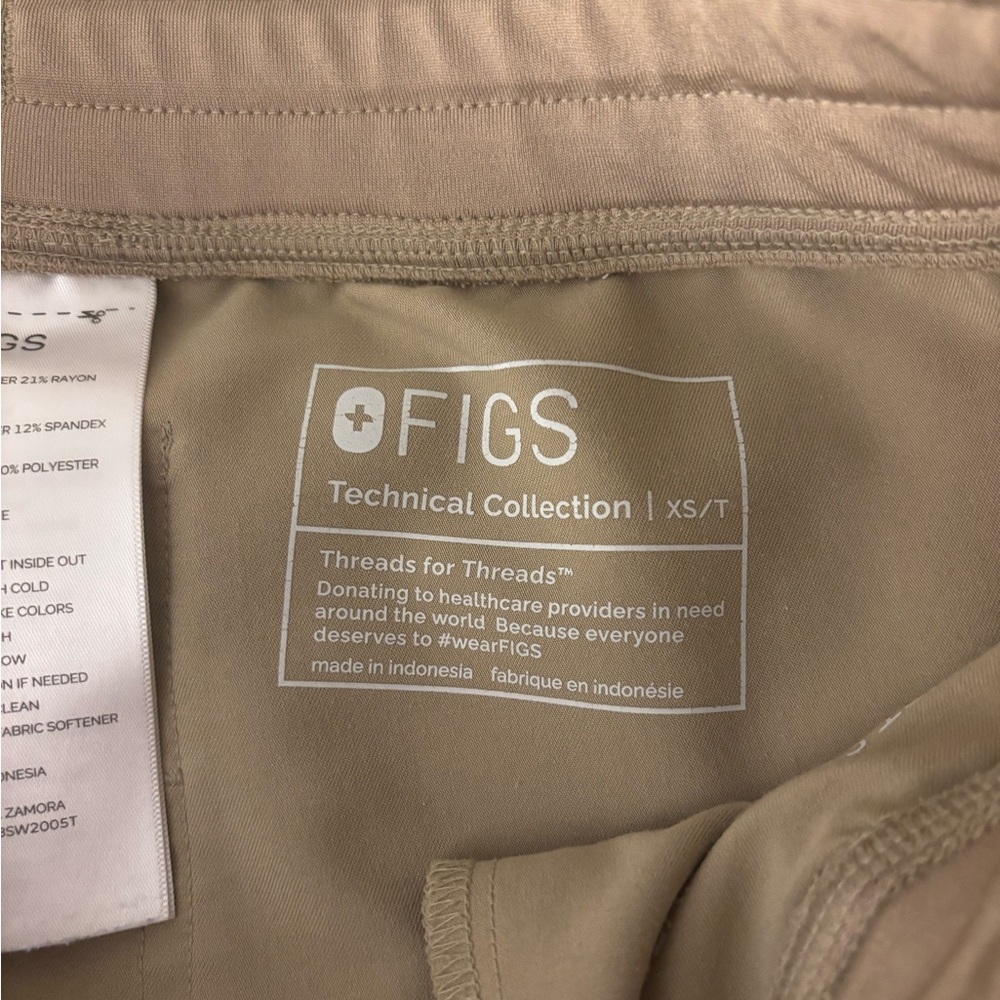 GS
ER 21% RAYON
R 12% SPANDEX
0% POLYESTER
E
T INSIDE OUT
H COLD
KE COLORS
H
OW
N IF NEEDED
LEAN
ABRIC SOFTENER
ONESIA
ZAMORA
BSW2005T
FIGS
Technical Collection | XS/T
Threads for Threads™
Donating to healthcare providers in need
around the world Because everyone
deserves to #wearFIGS
made in indonesia fabrique en indonésie